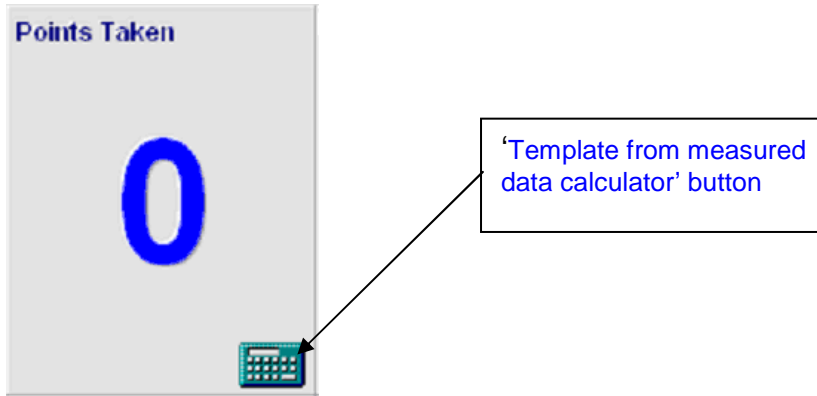 Points Taken
0
‘Template from measured
data calculator’ button